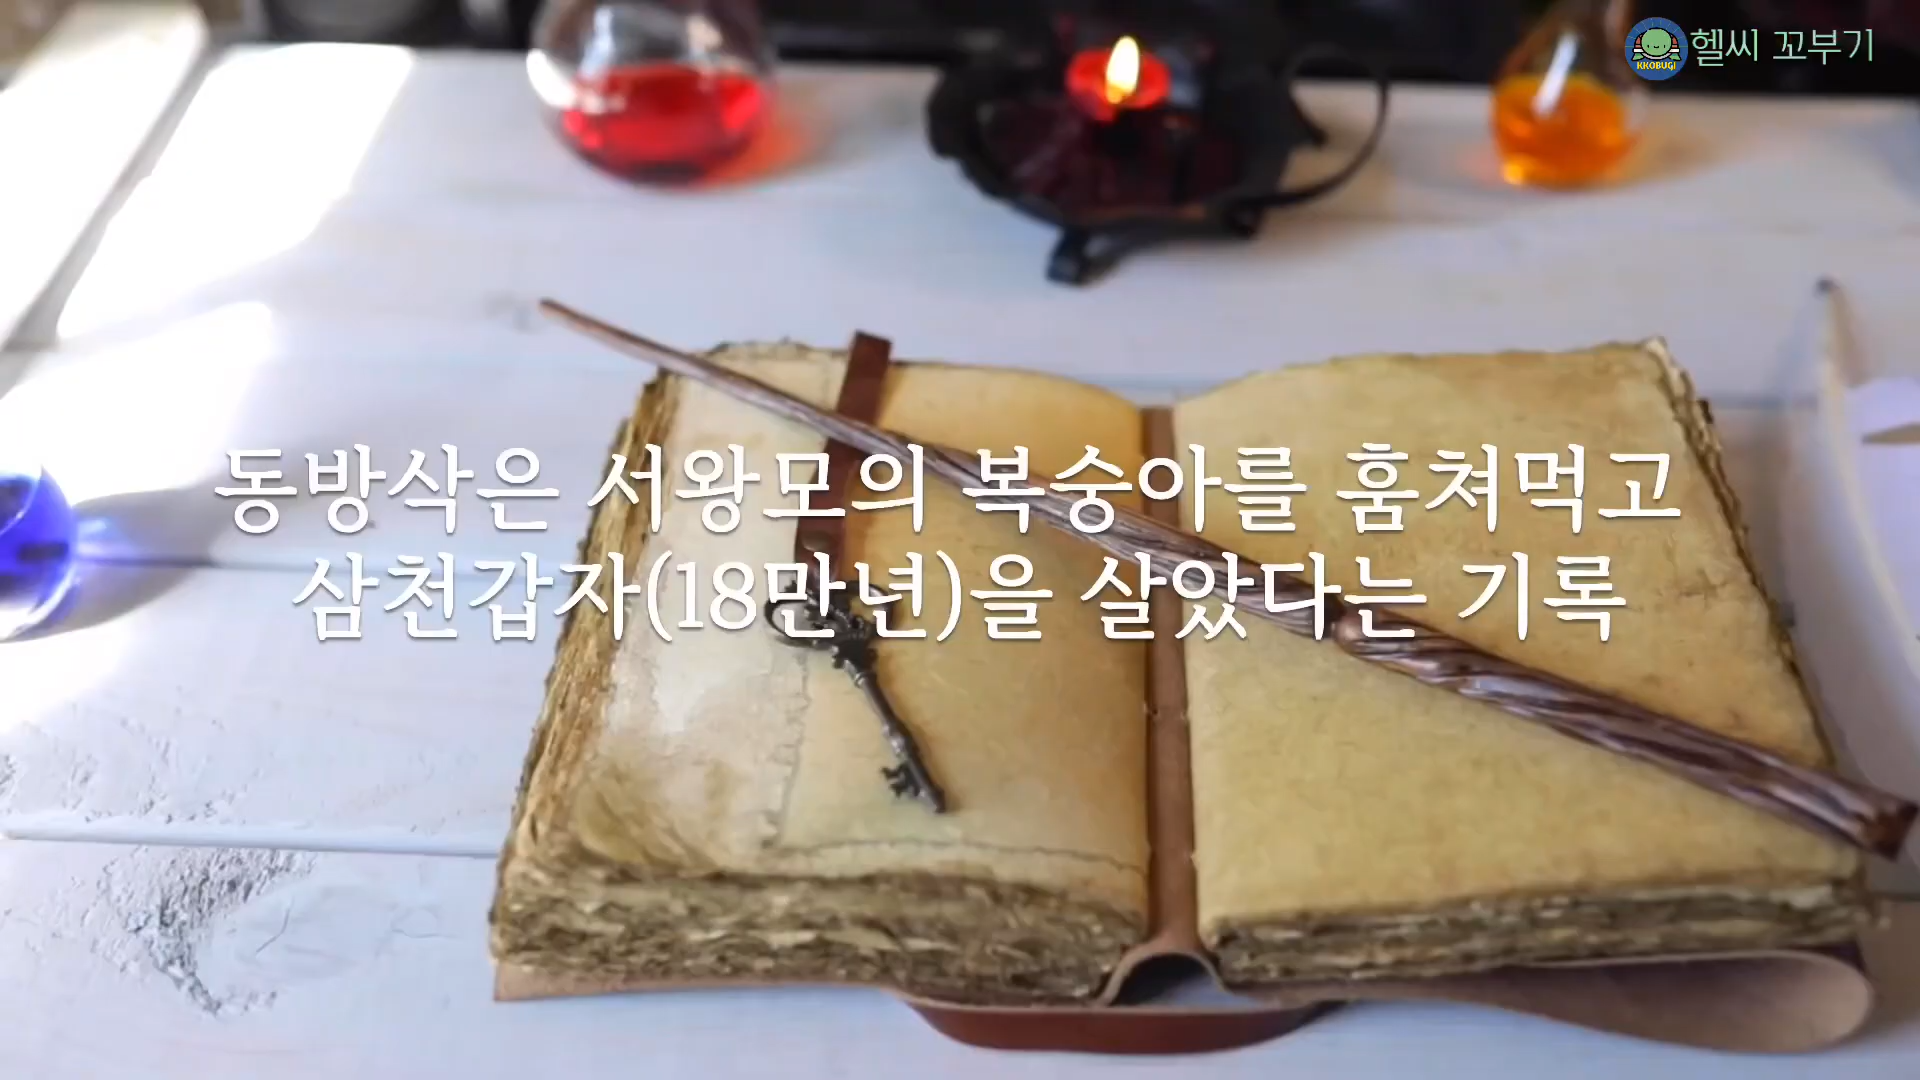 KKOBUGI
헬씨 꼬부기
동방삭은 서왕모의 복숭아를 훔쳐먹고
삼천갑자(18만년)을 살았다는 기록